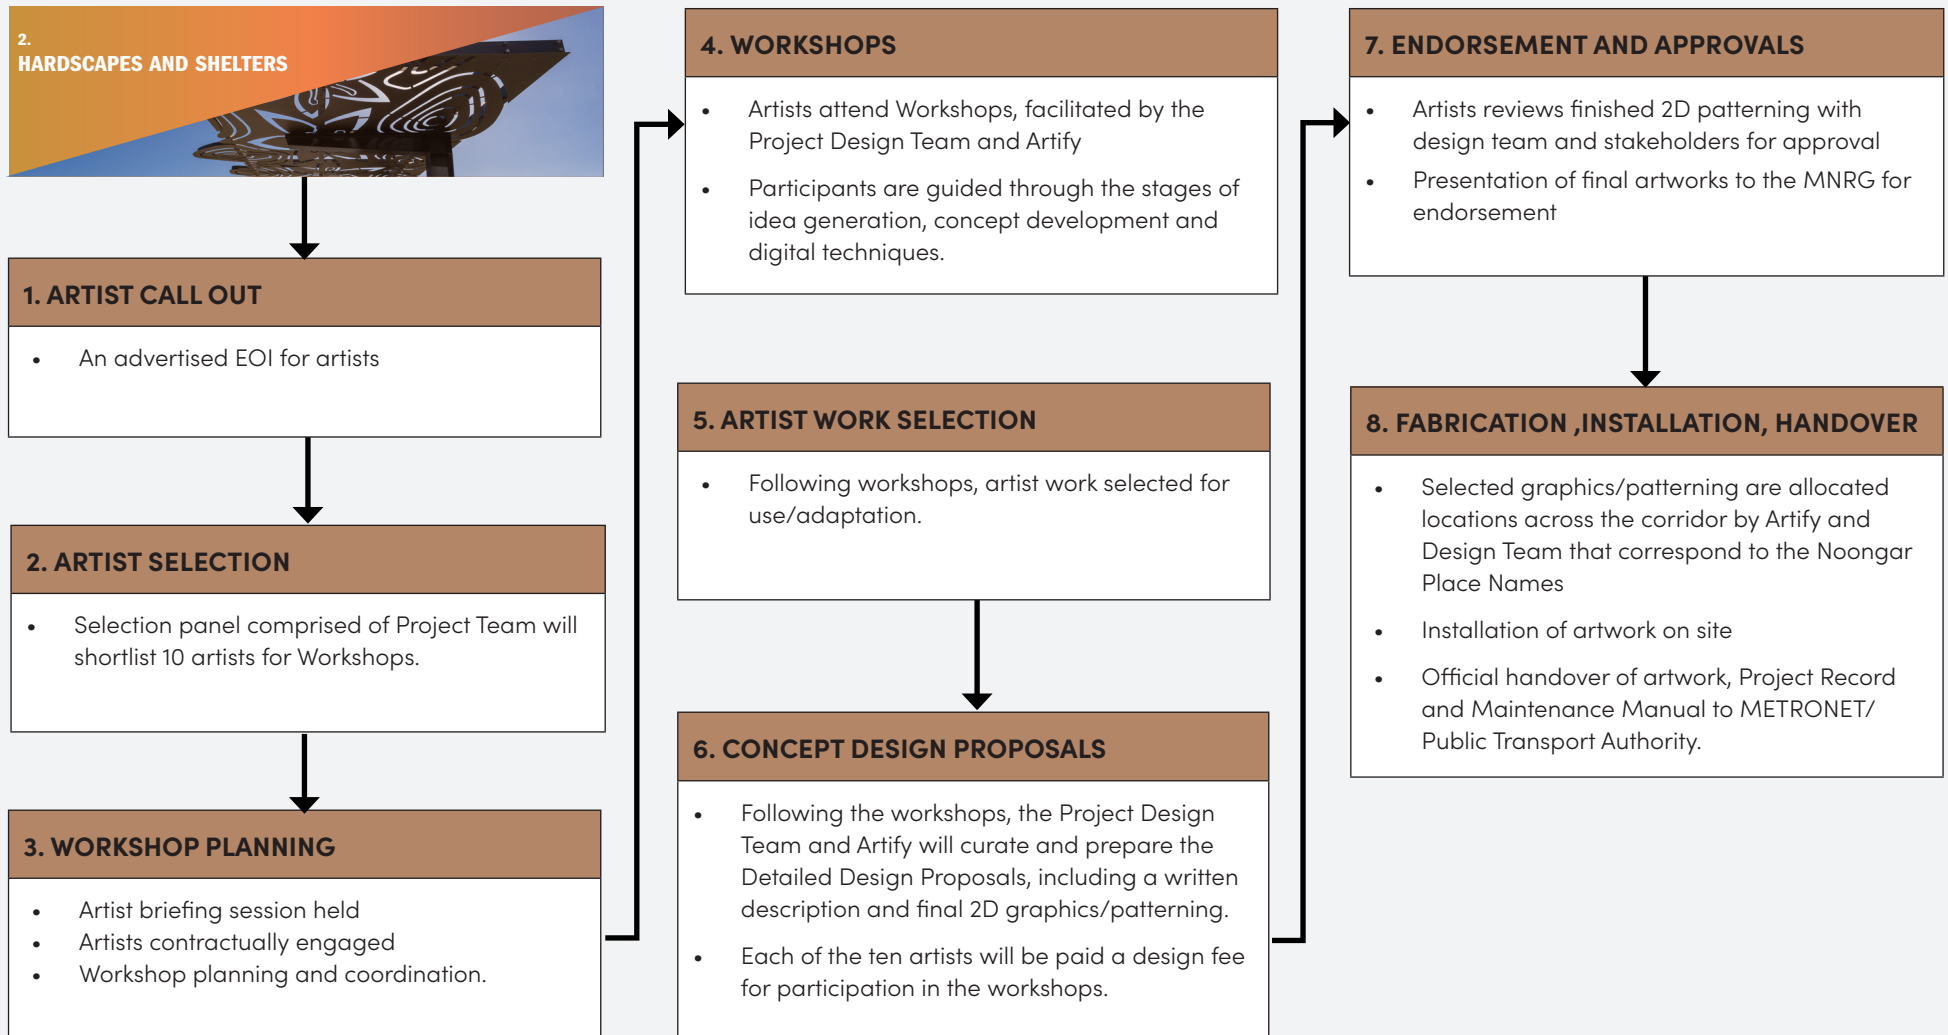 2.
HARDSCAPES AND SHELTERS
1. ARTIST CALL OUT
• An advertised EOI for artists
2. ARTIST SELECTION
• Selection panel comprised of Project Team will
shortlist 10 artists for Workshops.
3. WORKSHOP PLANNING
• Artist briefing session held
• Artists contractually engaged
• Workshop planning and coordination.
4. WORKSHOPS
• Artists attend Workshops, facilitated by the
Project Design Team and Artify
• Participants are guided through the stages of
idea generation, concept development and
digital techniques.
5. ARTIST WORK SELECTION
• Following workshops, artist work selected for
use/adaptation.
6. CONCEPT DESIGN PROPOSALS
• Following the workshops, the Project Design
Team and Artify will curate and prepare the
Detailed Design Proposals, including a written
description and final 2D graphics/patterning.
• Each of the ten artists will be paid a design fee
for participation in the workshops.
7. ENDORSEMENT AND APPROVALS
• Artists reviews finished 2D patterning with
design team and stakeholders for approval
• Presentation of final artworks to the MNRG for
endorsement
8. FABRICATION ,INSTALLATION, HANDOVER
• Selected graphics/patterning are allocated
locations across the corridor by Artify and
Design Team that correspond to the Noongar
Place Names
• Installation of artwork on site
• Official handover of artwork, Project Record
and Maintenance Manual to METRONET/
Public Transport Authority.